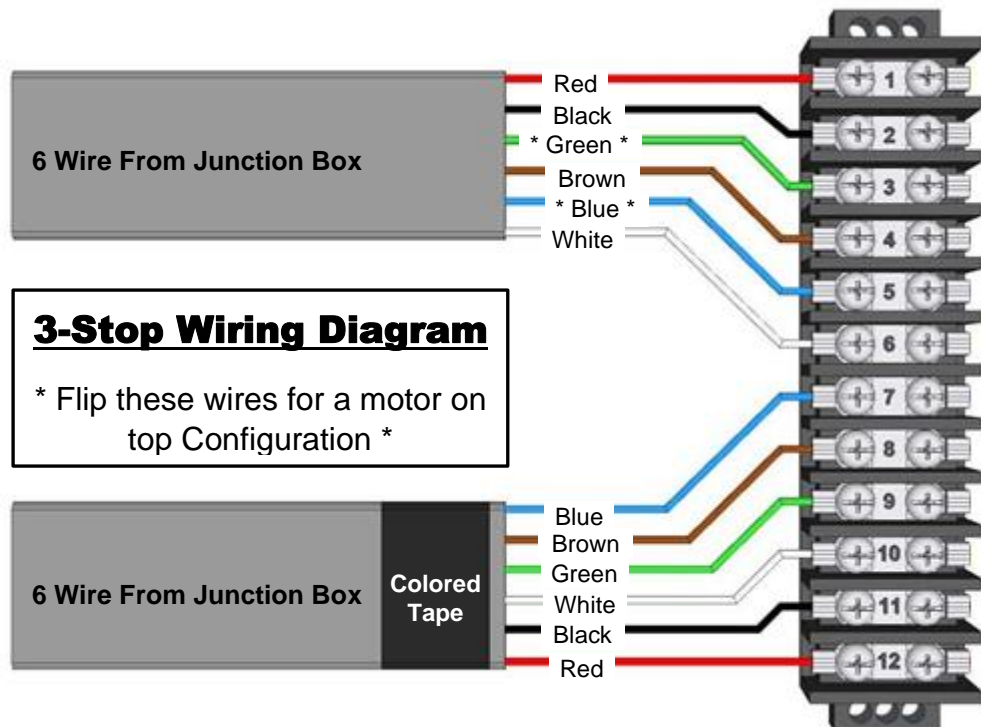 Red
Black
* Green *
Brown
* Blue *
White
6 Wire From Junction Box
3-Stop Wiring Diagram
* Flip these wires for a motor on
top Configuration *
6 Wire From Junction Box
Colored
Tape
Blue
Brown
Green
White
Black
Red
1
2
3
4
5
6
7
8
9
10
11
12